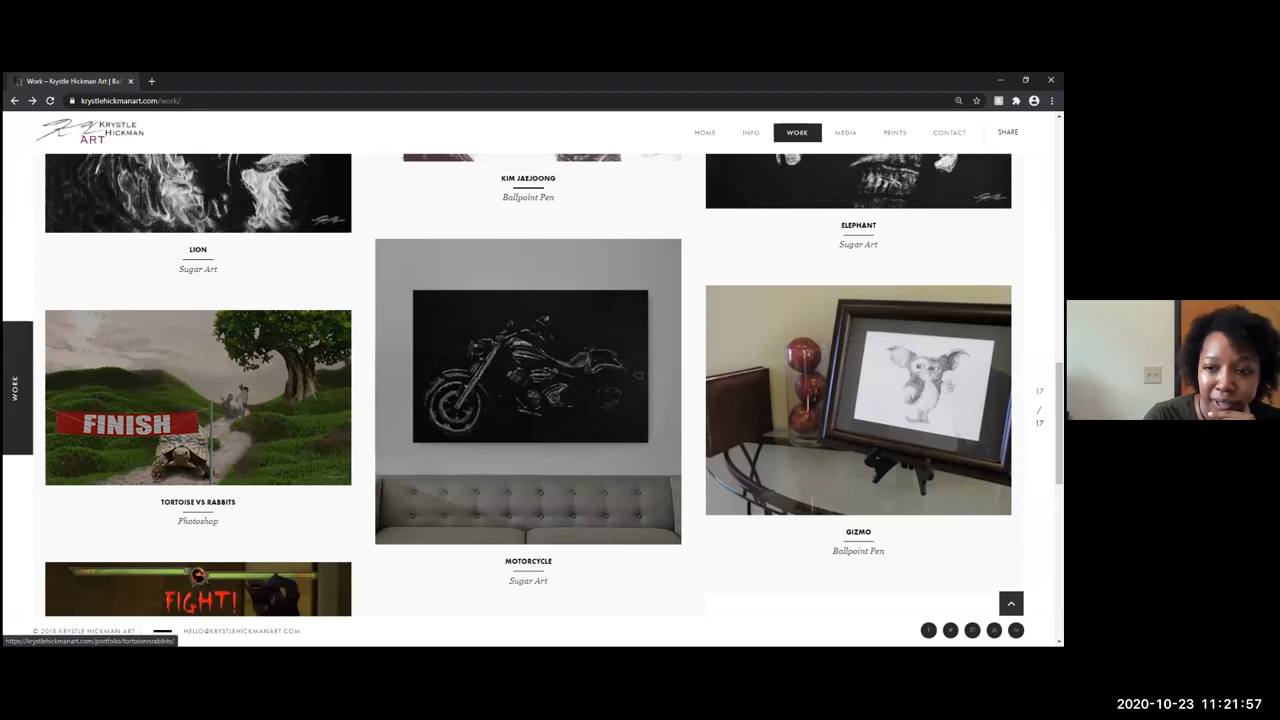 Work – Krystle Hickman Art | Ba
krystlehickmanart.com/work/
KRYSTLE
HICKMAN
ART
HOME
INFO
WORK
MEDIA
PRINTS
CONTACT
SHARE
KIM JAEJOONG
Ballpoint Pen
LION
Sugar Art
ELEPHANT
Sugar Art
WORK
FINISH
17
/
17
TORTOISE VS RABBITS
Photoshop
GIZMO
Ballpoint Pen
MOTORCYCLE
Sugar Art
FIGHT!
© 2018 KRYSTLE HICKMAN ART
HELLO@KRYSTLEHICKMANART.COM
https://krystlehickmanart.com/portfolio/tortoisevsrabbits/
2020-10-23 11:21:57